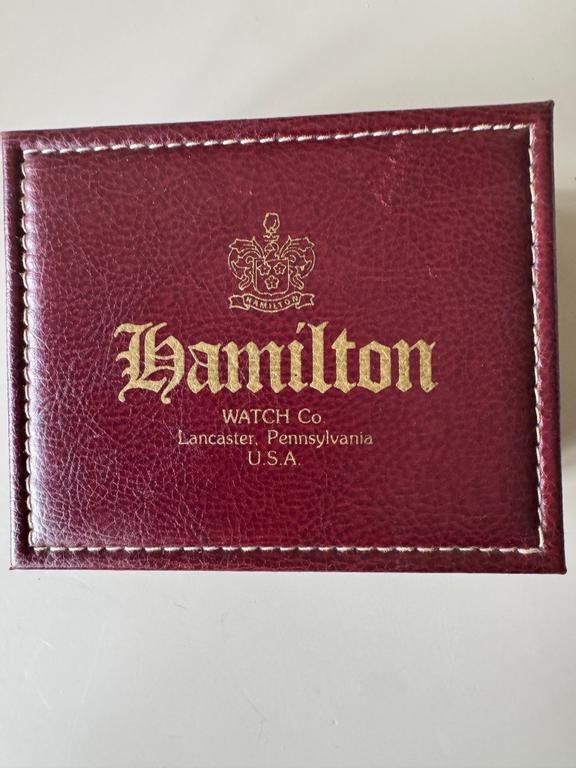 HAMILTON
Hamilton
WATCH Co
Lancaster, Pennsylvania
U.S.A.